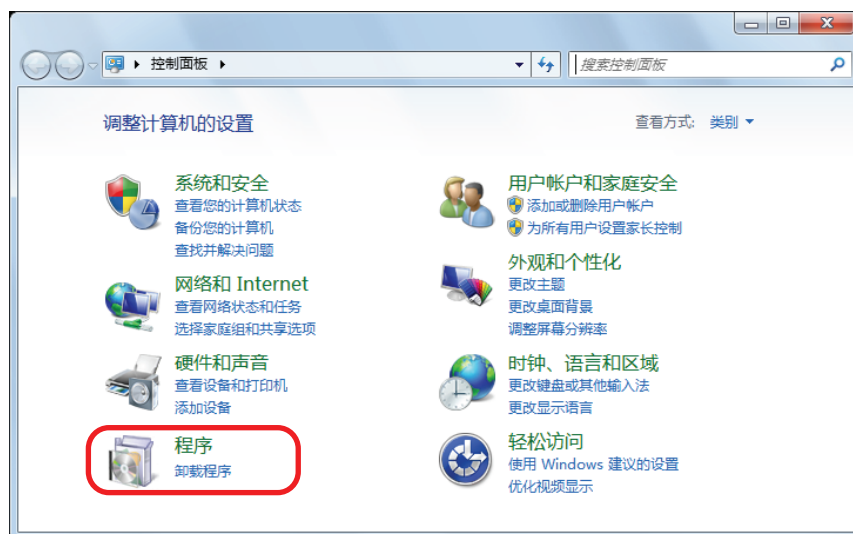 控制面板
搜索控制面板
调整计算机的设置
查看方式: 类别
系统和安全
查看您的计算机状态
备份您的计算机
查找并解决问题
网络和 Internet
查看网络状态和任务
选择家庭组和共享选项
硬件和声音
查看设备和打印机
添加设备
程序
卸载程序
用户帐户和家庭安全
添加或删除用户帐户
为所有用户设置家长控制
外观和个性化
更改主题
更改桌面背景
调整屏幕分辨率
时钟、语言和区域
更改键盘或其他输入法
更改显示语言
轻松访问
使用 Windows 建议的设置
优化视频显示